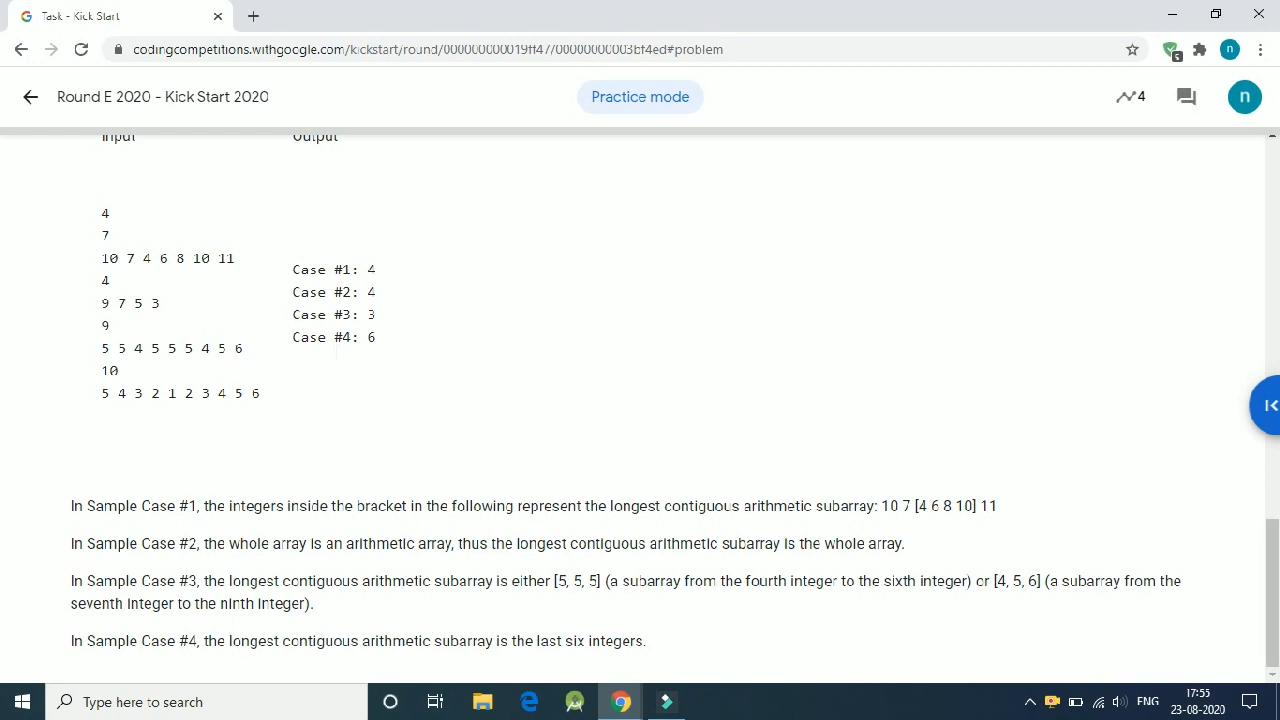 Task - Kick Start
codingcompetitions.withgoogle.com/kickstart/round/000000000019ff47/00000000003bf4ed#problem
5
n
Round E 2020 - Kick Start 2020
Practice mode
4
n
Input Output
4
7
10 7 4 6 8 10 11
4
9 7 5 3
9
5 5 4 5 5 5 4 5 6
10
5 4 3 2 1 2 3 4 5 6
Case #1: 4
Case #2: 4
Case #3: 3
Case #4: 6
In Sample Case #1, the integers inside the bracket in the following represent the longest contiguous arithmetic subarray: 10 7 [4 6 8 10] 11
In Sample Case #2, the whole array is an arithmetic array, thus the longest contiguous arithmetic subarray is the whole array.
In Sample Case #3, the longest contiguous arithmetic subarray is either [5, 5, 5] (a subarray from the fourth integer to the sixth integer) or [4, 5, 6] (a subarray from the
seventh integer to the ninth integer).
In Sample Case #4, the longest contiguous arithmetic subarray is the last six integers.
Type here to search
ENG
17:55
23-08-2020